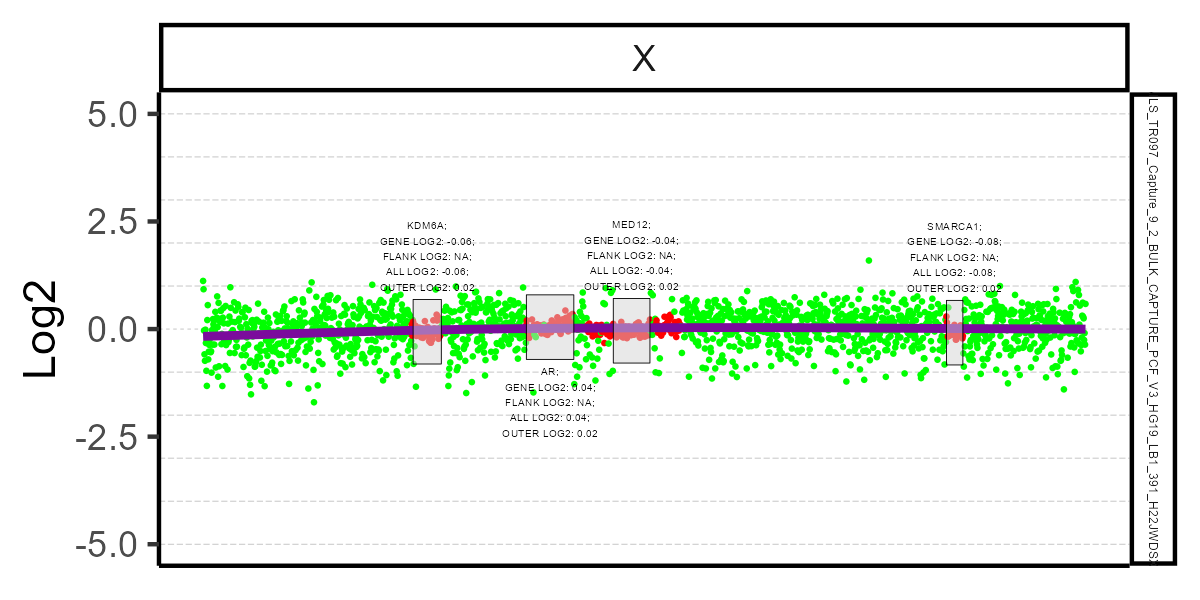 X
Log2
5.0
2.5
0.0
-2.5
-5.0
KDM6A;
GENE LOG2: -0.06;
FLANK LOG2: NA;
ALL LOG2: -0.06;
OUTER LOG2: 0.02
AR;
GENE LOG2: 0.04;
FLANK LOG2: NA;
ALL LOG2: 0.04;
OUTER LOG2: 0.02
MED12;
GENE LOG2: -0.04;
FLANK LOG2: NA;
ALL LOG2: -0.04;
OUTER LOG2: 0.02
SMARCA1;
GENE LOG2: -0.08;
FLANK LOG2: NA;
ALL LOG2: -0.08;
OUTER LOG2: 0.02
LS_TR097_Capture_9_2_BULK_CAPTURE_PCF_V3_HG19_LB1_391_H22JWDS